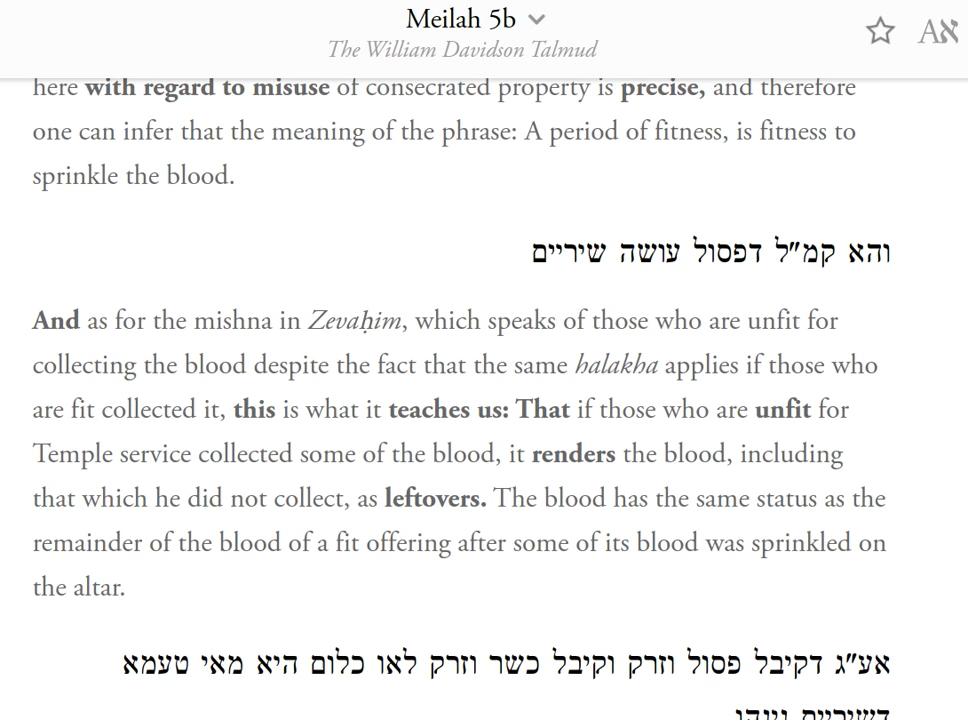 Meilah 5b
The William Davidson Talmud
Aא
here with regard to misuse of consecrated property is precise, and therefore
one can infer that the meaning of the phrase: A period of fitness, is fitness to
sprinkle the blood.
והא קמ״ל דפסול עושה שיריים
And as for the mishna in Zevaḥim, which speaks of those who are unfit for
collecting the blood despite the fact that the same halakha applies if those who
are fit collected it, this is what it teaches us: That if those who are unfit for
Temple service collected some of the blood, it renders the blood, including
that which he did not collect, as leftovers. The blood has the same status as the
remainder of the blood of a fit offering after some of its blood was sprinkled on
the altar.
אע״ג דקיבל פסול וזרק וקיבל כשר וזרק לאו כלום היא מאי טעמא
דשיריים נינהו